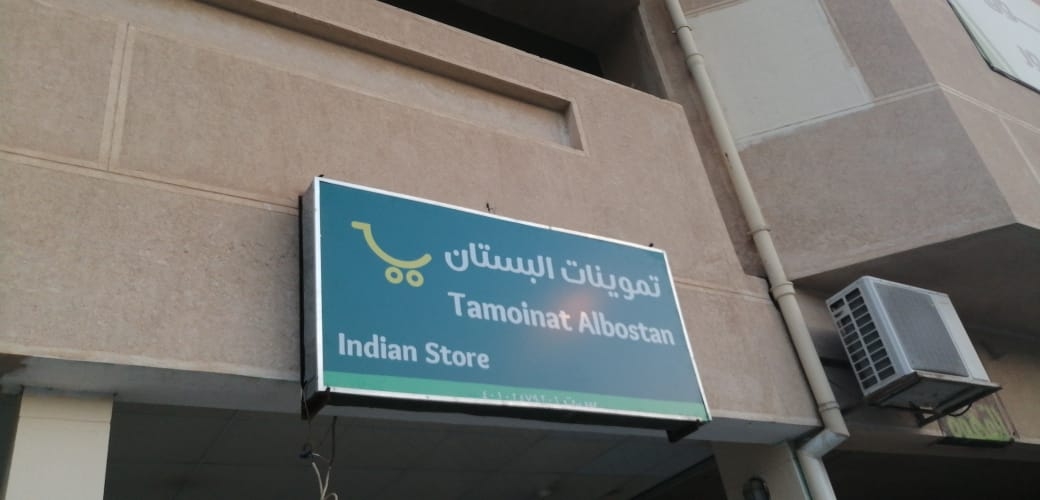 تموينات البستان
Tamoinat Albostan
Indian Store